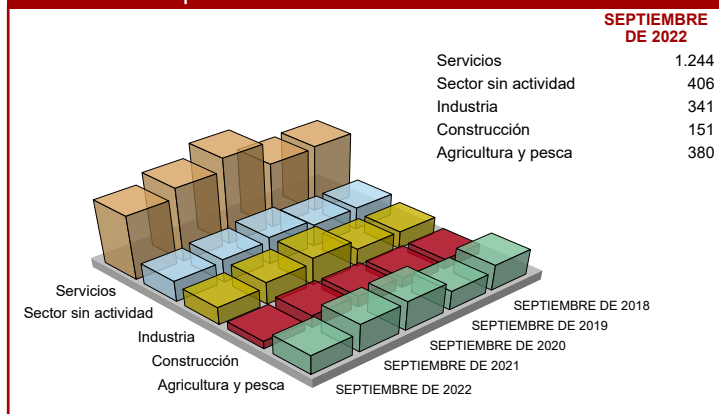 SEPTIEMBRE
DE 2022
Servicios 1.244
Sector sin actividad 406
Industria 341
Construcción 151
Agricultura y pesca 380
Servicios
Sector sin actividad
Industria
Construcción
Agricultura y pesca
SEPTIEMBRE DE 2018
SEPTIEMBRE DE 2019
SEPTIEMBRE DE 2020
SEPTIEMBRE DE 2021
SEPTIEMBRE DE 2022